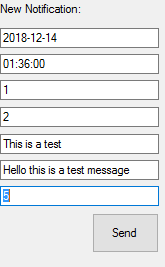 New Notification:
2018-12-14
01:36:00
1
2
This is a test
Hello this is a test message
5
Send